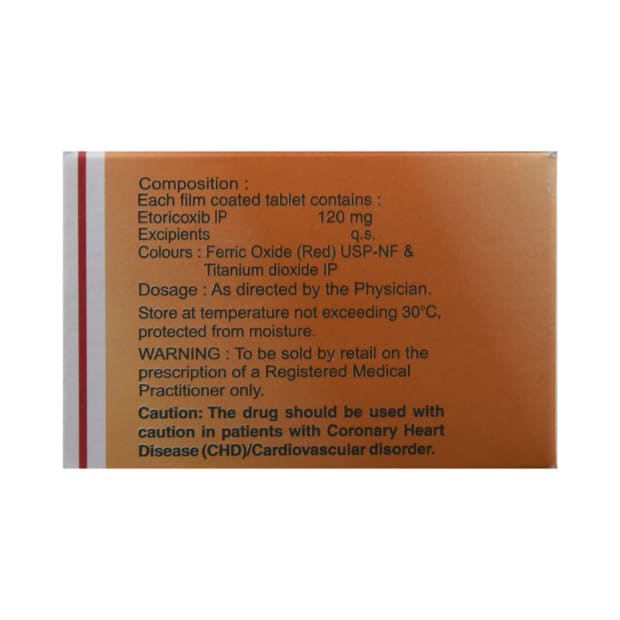 Composition :
Each film coated tablet contains :
Etoricoxib IP 120 mg
Excipients q.s.
Colours : Ferric Oxide (Red) USP-NF &
Titanium dioxide IP
Dosage : As directed by the Physician.
Store at temperature not exceeding 30°C,
protected from moisture.
WARNING : To be sold by retail on the
prescription of a Registered Medical
Practitioner only.
Caution: The drug should be used with
caution in patients with Coronary Heart
Disease (CHD)/Cardiovascular disorder.